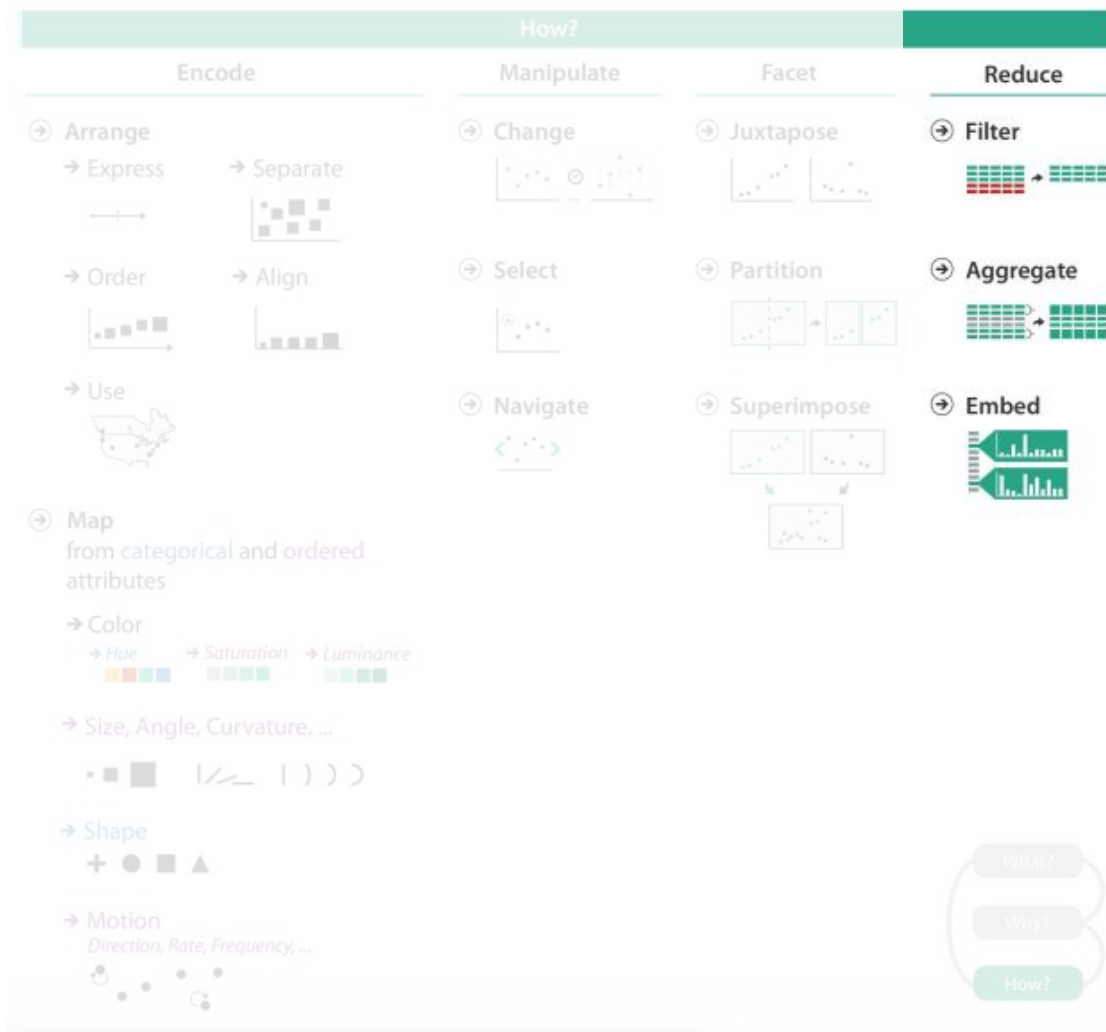 How?
Encode
Manipulate
Facet
Reduce
Arrange
Express
Separate
Order
Align
Use
Map
from categorical and ordered
attributes
Color
Hue
Saturation
Luminance
Size, Angle, Curvature, ...
Shape
Motion
Direction, Rate, Frequency, ...
Change
Select
Navigate
Juxtapose
Partition
Superimpose
Filter
Aggregate
Embed
What?
Why?
How?